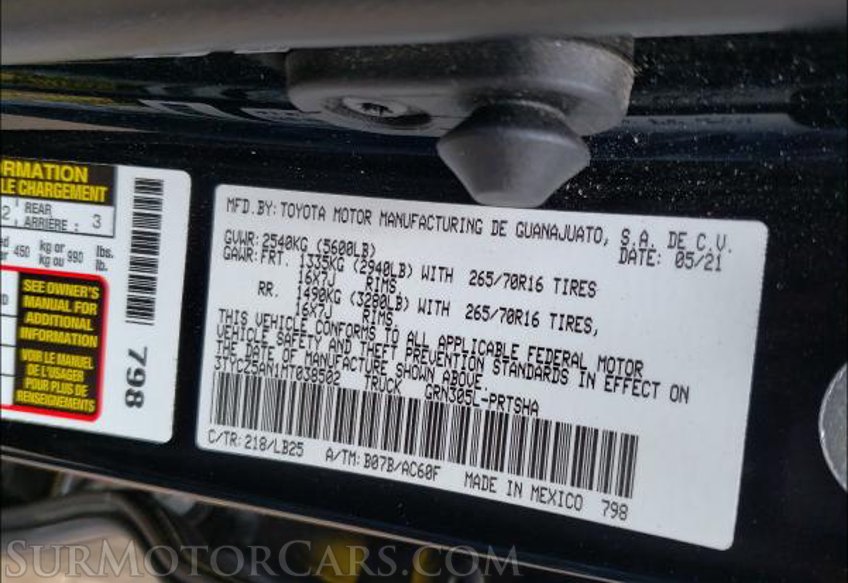 RMATION
LE CHARGEMENT
2 REAR 3
ARRIÈRE :
450 kg or 990 lbs.
kg ou lb.
SEE OWNER'S
MANUAL FOR
ADDITIONAL
INFORMATION
VOIR LE MANUEL
DE L'USAGER
POUR PLUS DE
RENSEIGNEMENTS
798
MFD.BY: TOYOTA MOTOR MANUFACTURING DE GUANAJUATO, S.A. DE C.V.
DATE: 05/21
GVWR: 2540KG (5600LB)
GAWR: FRT. 1335KG (2940LB) WITH 265/70R16 TIRES
16X7J RIMS,
RR. 1490KG (3280LB) WITH 265/70R16 TIRES,
16X7J RIMS,
THIS VEHICLE CONFORMS TO ALL APPLICABLE FEDERAL MOTOR
VEHICLE SAFETY AND THEFT PREVENTION STANDARDS IN EFFECT ON
THE DATE OF MANUFACTURE SHOWN ABOVE.
3TYCZ5AN1MT038502 TRUCK GRN305L-PRTSHA
C/TR: 218/LB25 A/TM: B07B/AC60F MADE IN MEXICO 798
SurMotorCars.com